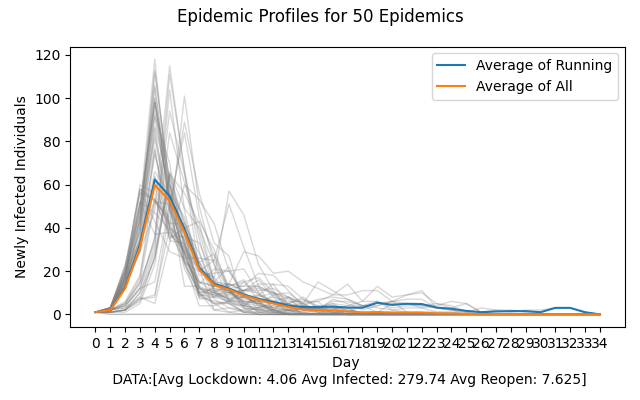 Epidemic Profiles for 50 Epidemics
120
100
80
60
40
20
0
Newly Infected Individuals
Average of Running
Average of All
0 1 2 3 4 5 6 7 8 9 10 11 12 13 14 15 16 17 18 19 20 21 22 23 24 25 26 27 28 29 30 31 32 33 34
Day
DATA:[Avg Lockdown: 4.06 Avg Infected: 279.74 Avg Reopen: 7.625]